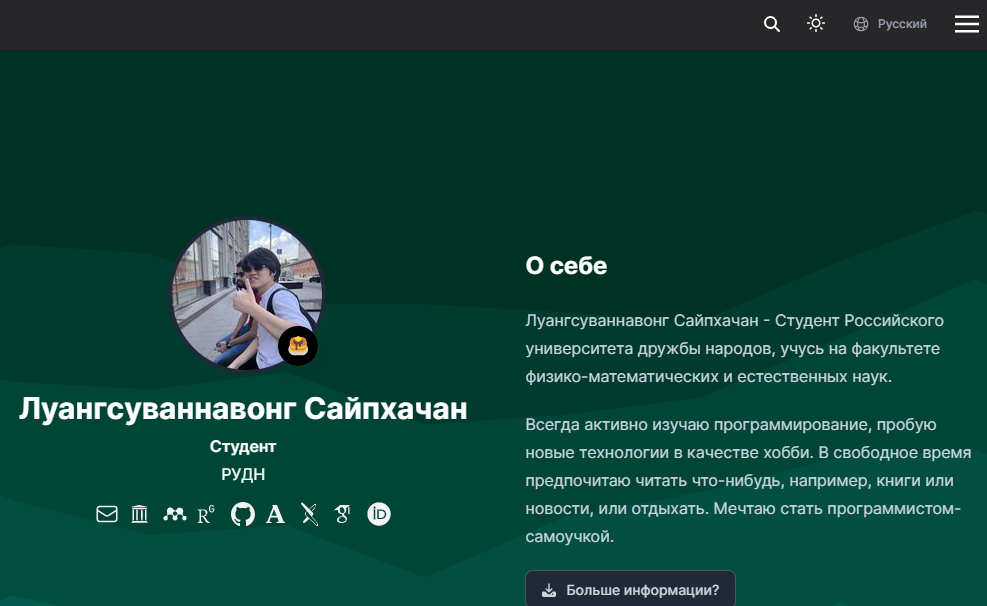 Русский
Луангсуваннавонг Сайпхачан
Студент
РУДН
О себе
Луангсуваннавонг Сайпхачан - Студент Российского
университета дружбы народов, учусь на факультете
физико-математических и естественных наук.
Всегда активно изучаю программирование, пробую
новые технологии в качестве хобби. В свободное время
предпочитаю читать что-нибудь, например, книги или
новости, или отдыхать. Мечтаю стать программистом-
самоучкой.
Больше информации?